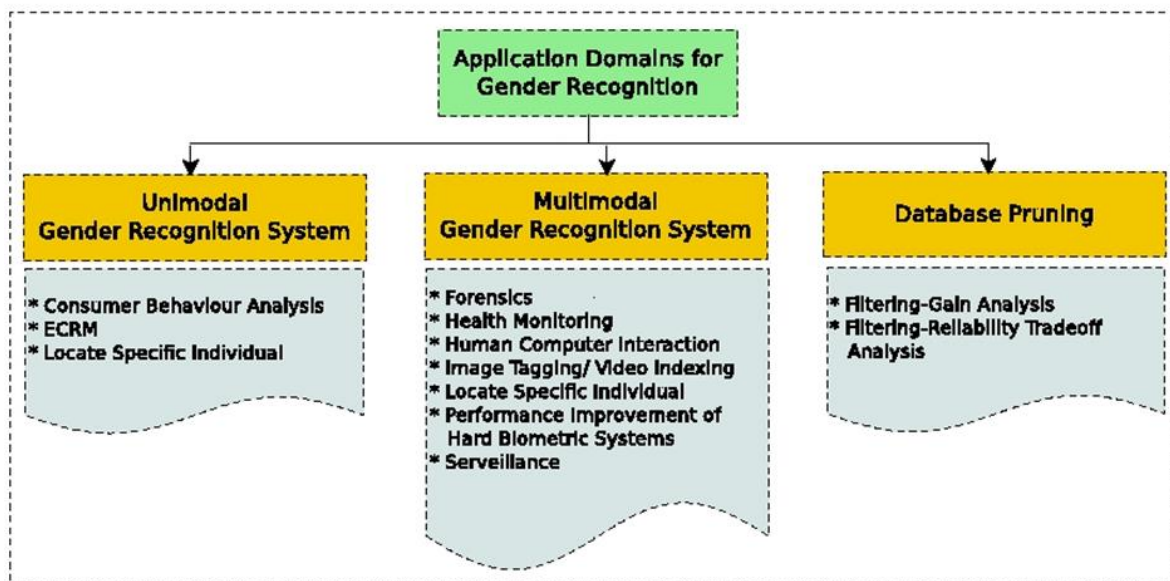 Application Domains for
Gender Recognition
Unimodal
Gender Recognition System
* Consumer Behaviour Analysis
* ECRM
* Locate Specific Individual
Multimodal
Gender Recognition System
* Forensics
* Health Monitoring
* Human Computer Interaction
* Image Tagging/ Video Indexing
* Locate Specific Individual
* Performance Improvement of
Hard Biometric Systems
* Serveillance
Database Pruning
* Filtering-Gain Analysis
* Filtering-Reliability Tradeoff
Analysis